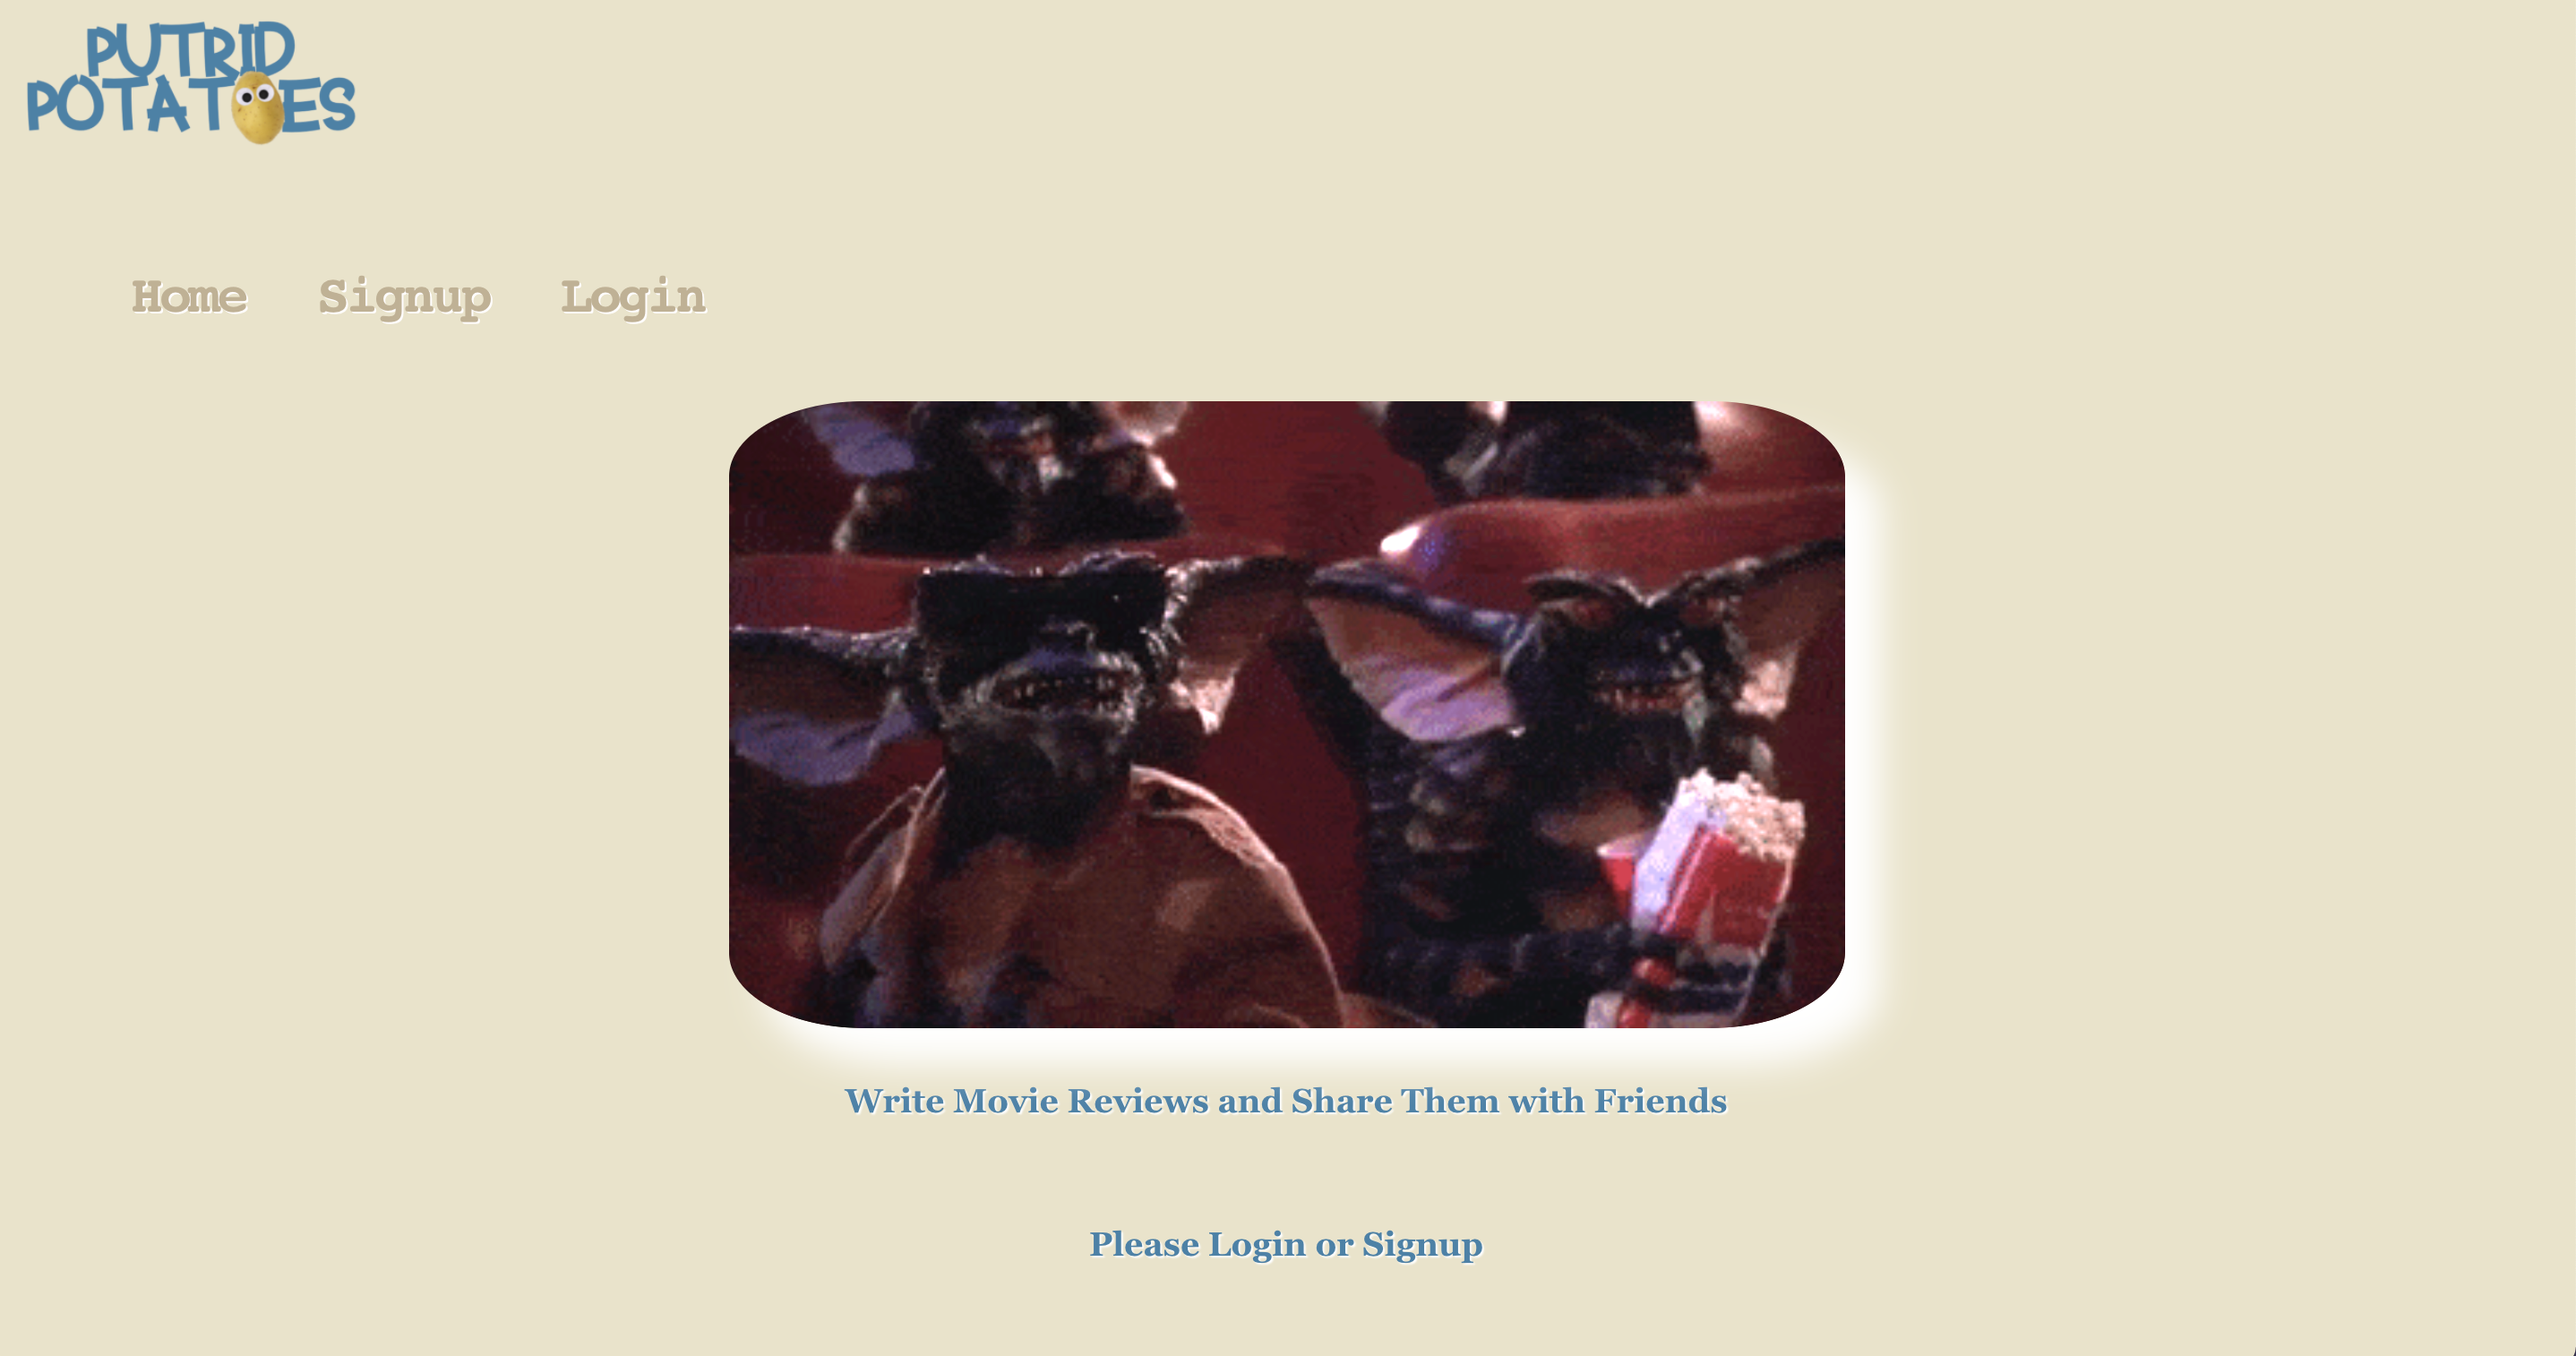 PUTRID
POTATOES
Home Signup Login
Write Movie Reviews and Share Them with Friends
Please Login or Signup